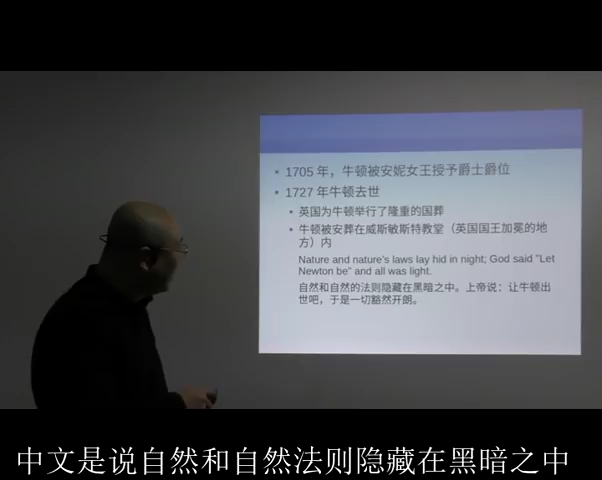 1705 年，牛顿被安妮女王授予爵士爵位
1727 年牛顿去世
英国为牛顿举行了隆重的国葬
牛顿被安葬在威斯敏斯特教堂（英国国王加冕的地
方）内
Nature and nature's laws lay hid in night; God said "Let
Newton be" and all was light.
自然和自然的法则隐藏在黑暗之中。上帝说：让牛顿出
世吧，于是一切豁然开朗。
中文是说自然和自然法则隐藏在黑暗之中